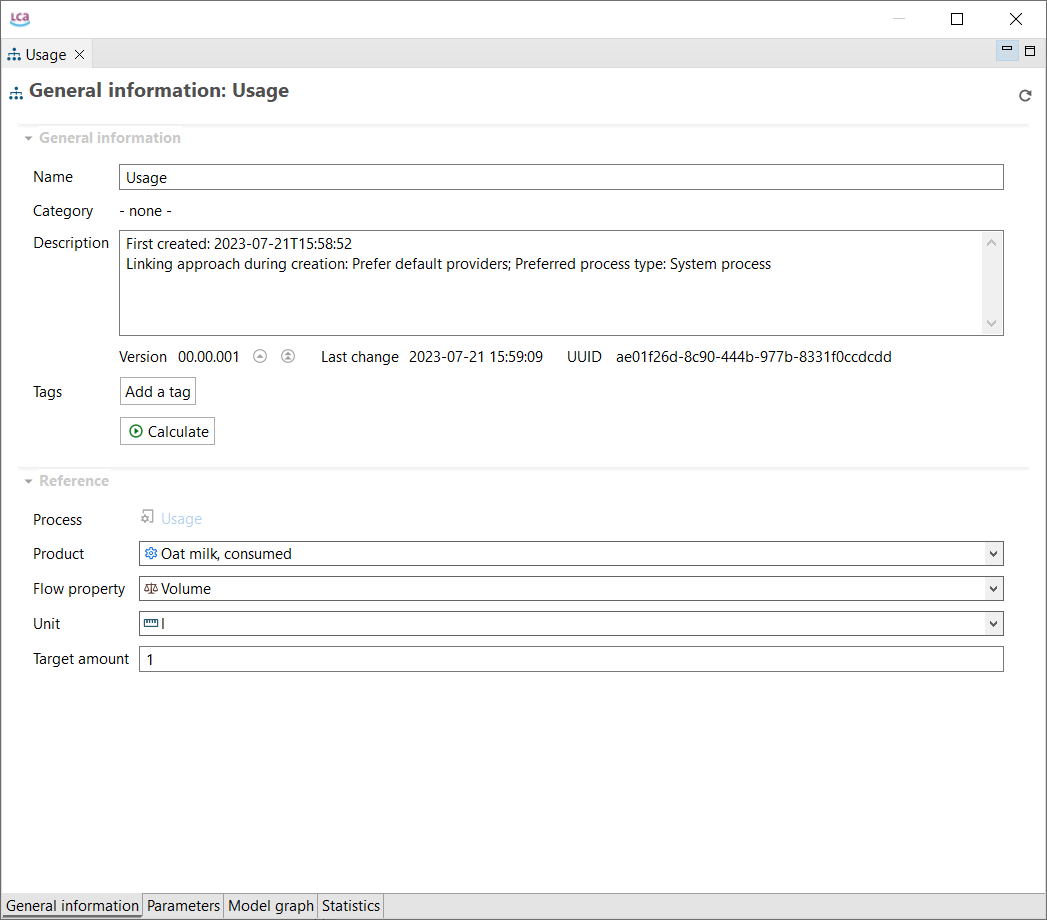 LCA
Usage
General information: Usage
General information
Name
Usage
Category
- none -
Description
First created: 2023-07-21T15:58:52
Linking approach during creation: Prefer default providers; Preferred process type: System process
Version 00.00.001 Last change 2023-07-21 15:59:09 UUID ae01f26d-8c90-444b-977b-8331f0ccdcdd
Tags
Add a tag
Calculate
Reference
Process
Usage
Product
Oat milk, consumed
Flow property
Volume
Unit
l
Target amount
1
General information Parameters Model graph Statistics